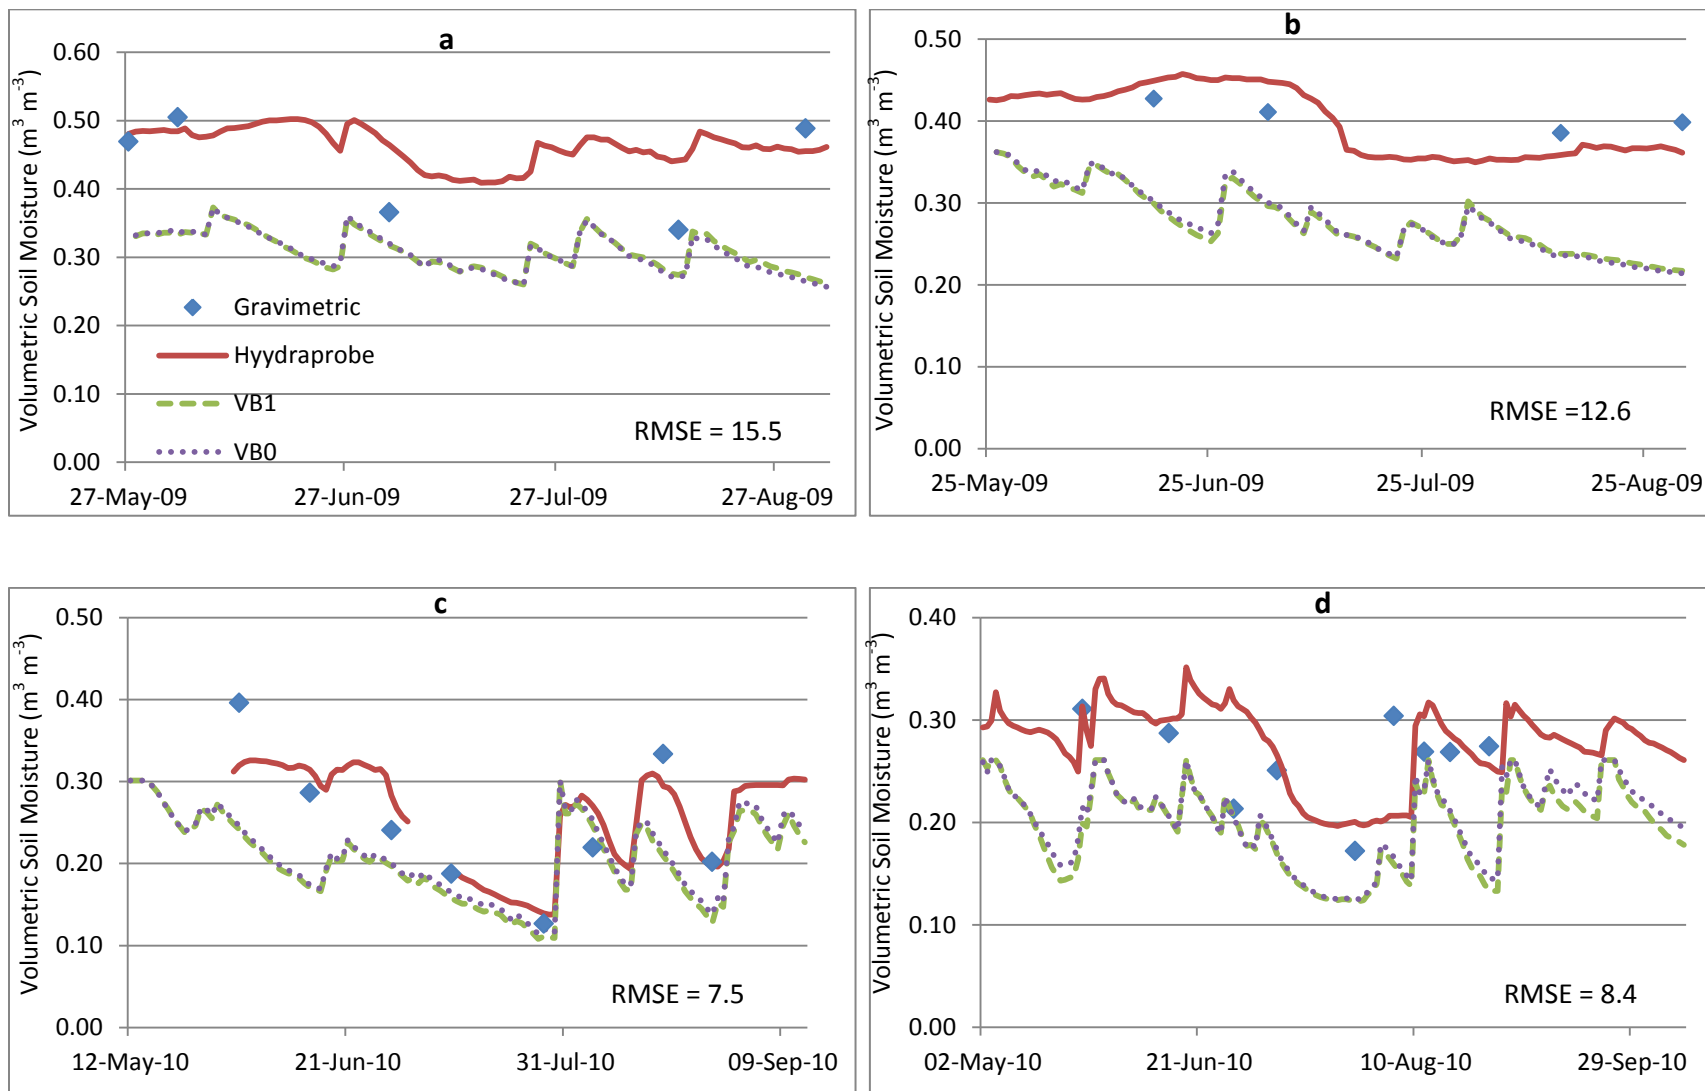 a
Volumetric Soil Moisture (m³ m⁻³)
0.60
0.50
0.40
0.30
0.20
0.10
0.00
Gravimetric
Hyydraprobe
VB1
VB0
RMSE = 15.5
27-May-09 27-Jun-09 27-Jul-09 27-Aug-09
b
Volumetric Soil Moisture (m³ m⁻³)
0.50
0.40
0.30
0.20
0.10
0.00
RMSE =12.6
25-May-09 25-Jun-09 25-Jul-09 25-Aug-09
c
Volumetric Soil Moisture (m³ m⁻³)
0.50
0.40
0.30
0.20
0.10
0.00
RMSE = 7.5
12-May-10 21-Jun-10 31-Jul-10 09-Sep-10
d
Volumetric Soil Moisture (m³ m⁻³)
0.40
0.30
0.20
0.10
0.00
RMSE = 8.4
02-May-10 21-Jun-10 10-Aug-10 29-Sep-10